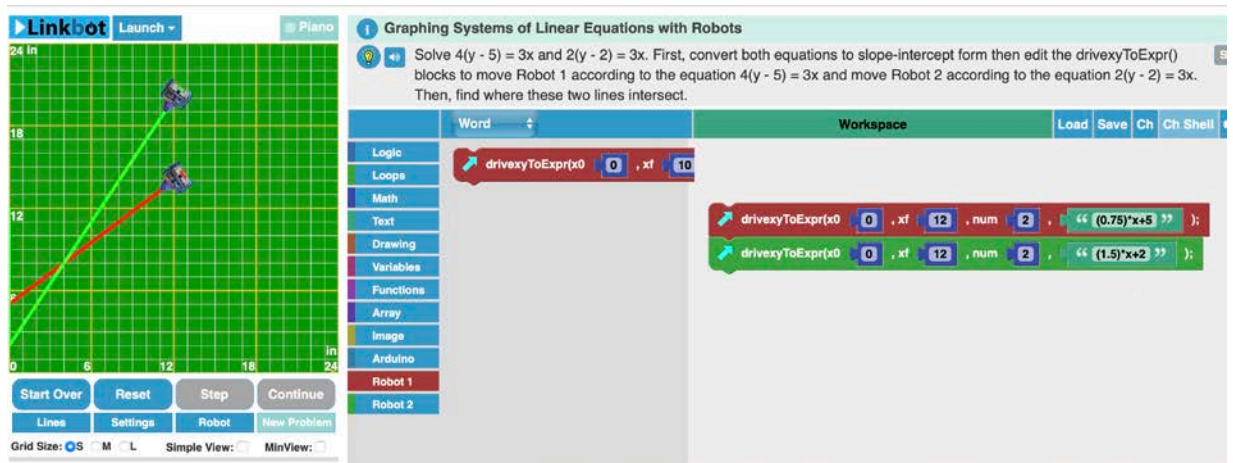 Linkbot Launch Piano
24 in
18
12
6
in
0 6 12 18 24
Start Over Reset Step Continue
Lines Settings Robot New Problem
Grid Size: S M L Simple View: MinView:
Graphing Systems of Linear Equations with Robots
Solve 4(y - 5) = 3x and 2(y - 2) = 3x. First, convert both equations to slope-intercept form then edit the drivexyToExpr()
blocks to move Robot 1 according to the equation 4(y - 5) = 3x and move Robot 2 according to the equation 2(y - 2) = 3x.
Then, find where these two lines intersect.
S
Word Workspace Load Save Ch Ch Shell
Logic
Loops
Math
Text
Drawing
Variables
Functions
Array
Image
Arduino
Robot 1
Robot 2
drivexyToExpr(x0 0 , xf 10
drivexyToExpr(x0 0 , xf 12 , num 2 , “ (0.75)*x+5 ” );
drivexyToExpr(x0 0 , xf 12 , num 2 , “ (1.5)*x+2 ” );